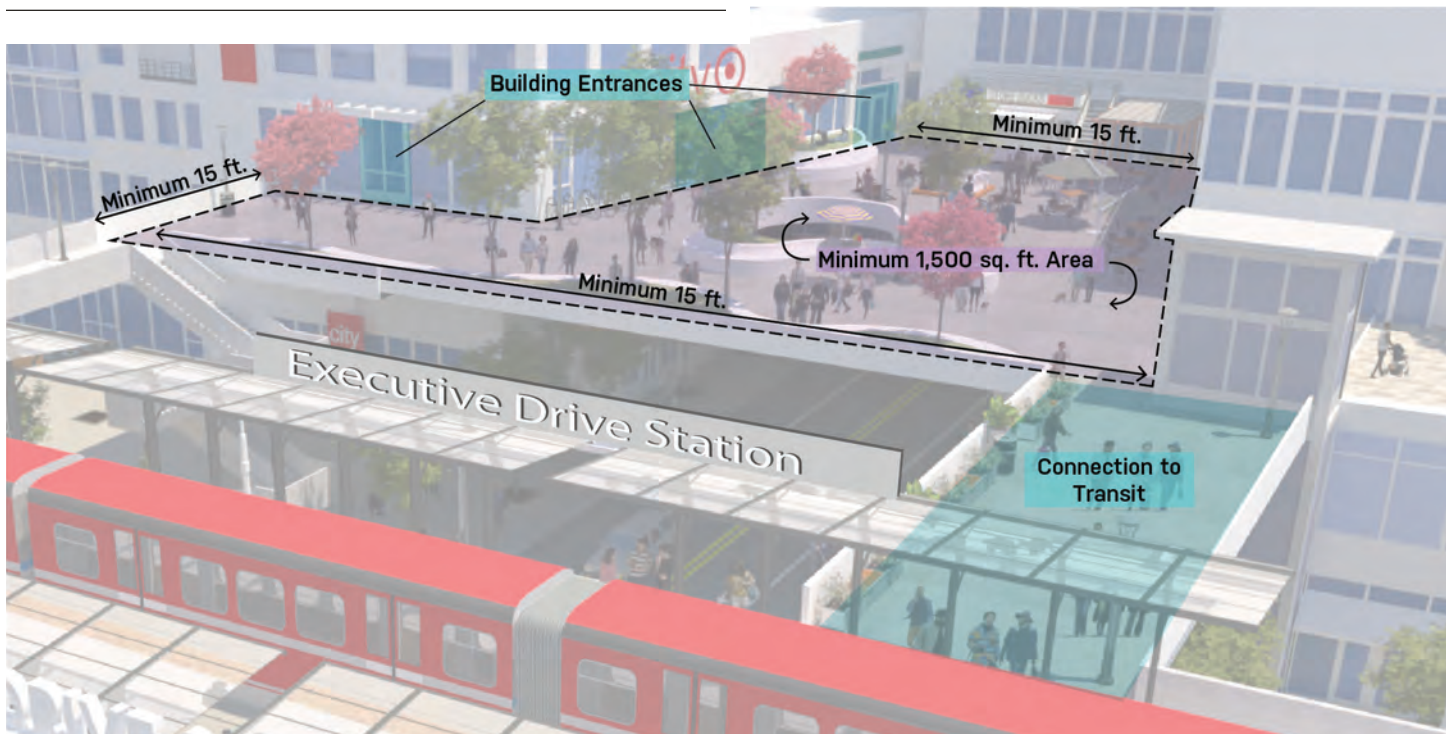 Building Entrances
Minimum 15 ft.
Minimum 15 ft.
Minimum 1,500 sq. ft. Area
Minimum 15 ft.
city
Executive Drive Station
Connection to
Transit